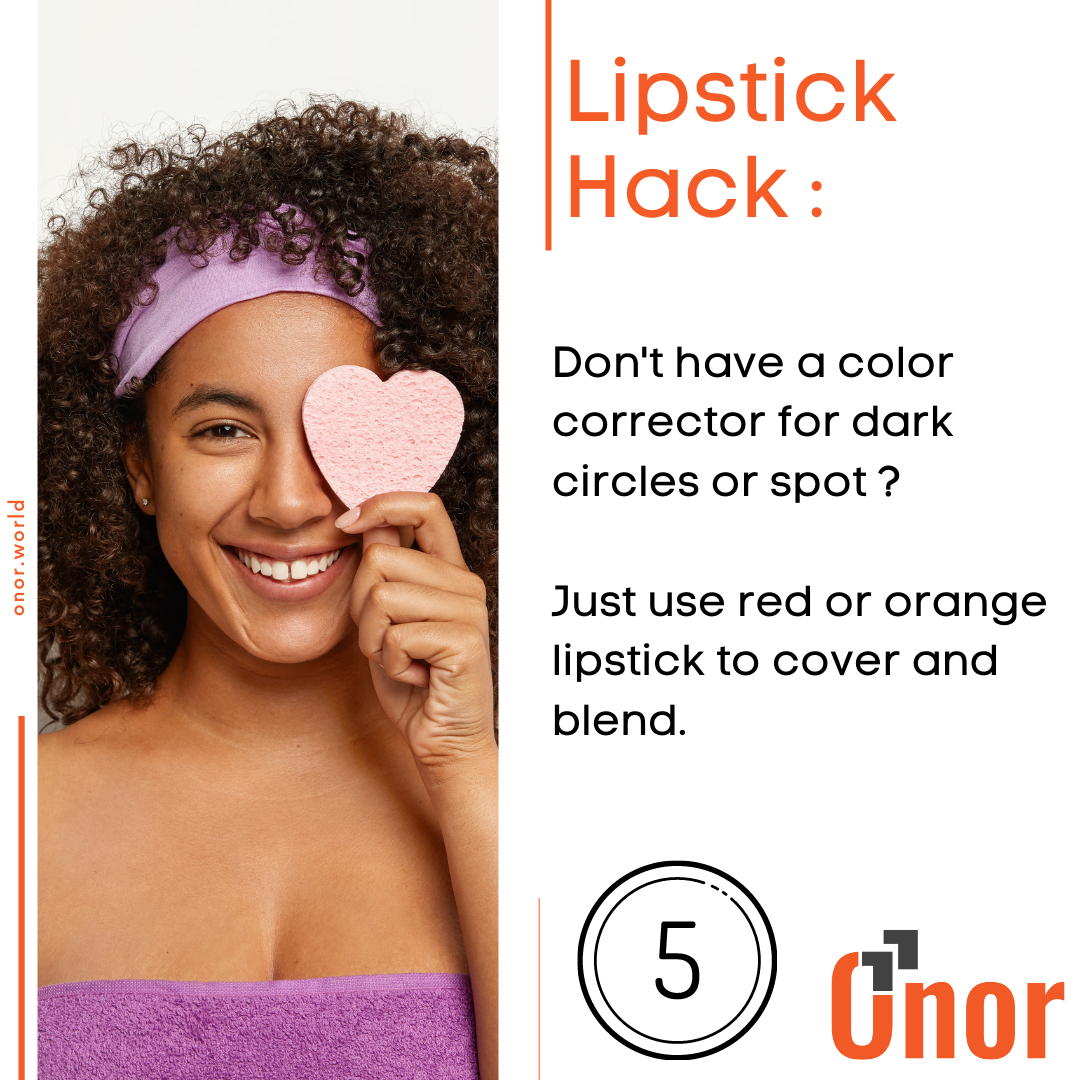 Lipstick
Hack :
Don't have a color
corrector for dark
circles or spot ?
Just use red or orange
lipstick to cover and
blend.
onor.world
5
Onor